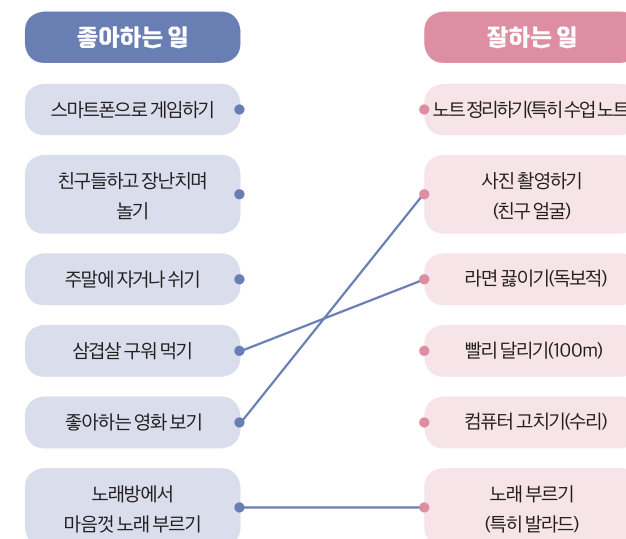 좋아하는 일
잘하는 일
스마트폰으로 게임하기
노트 정리하기(특히 수업 노트
친구들하고 장난치며
놀기
사진 촬영하기
(친구 얼굴)
주말에 자거나 쉬기
라면 끓이기(독보적)
삼겹살 구워 먹기
빨리 달리기(100m)
좋아하는 영화 보기
컴퓨터 고치기(수리)
노래방에서
마음껏 노래 부르기
노래 부르기
(특히 발라드)